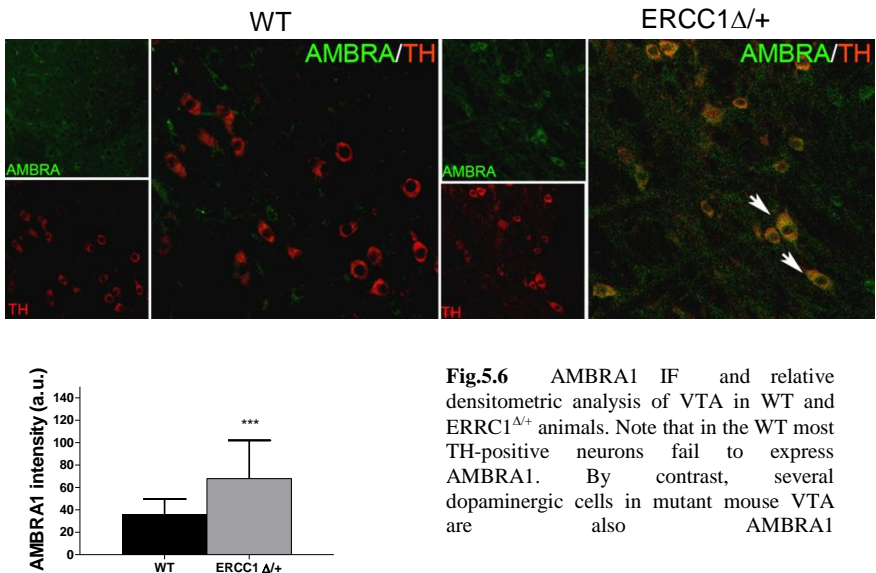 WT
ERCC1Δ/+
AMBRA
TH
AMBRA/TH
AMBRA
TH
AMBRA/TH
AMBRA1 intensity (a.u.)
140
120
100
80
60
40
20
0
***
WT
ERCC1 Δ/+
Fig.5.6 AMBRA1 IF and relative
densitometric analysis of VTA in WT and
ERRC1Δ/+ animals. Note that in the WT most
TH-positive neurons fail to express
AMBRA1. By contrast, several
dopaminergic cells in mutant mouse VTA
are also AMBRA1